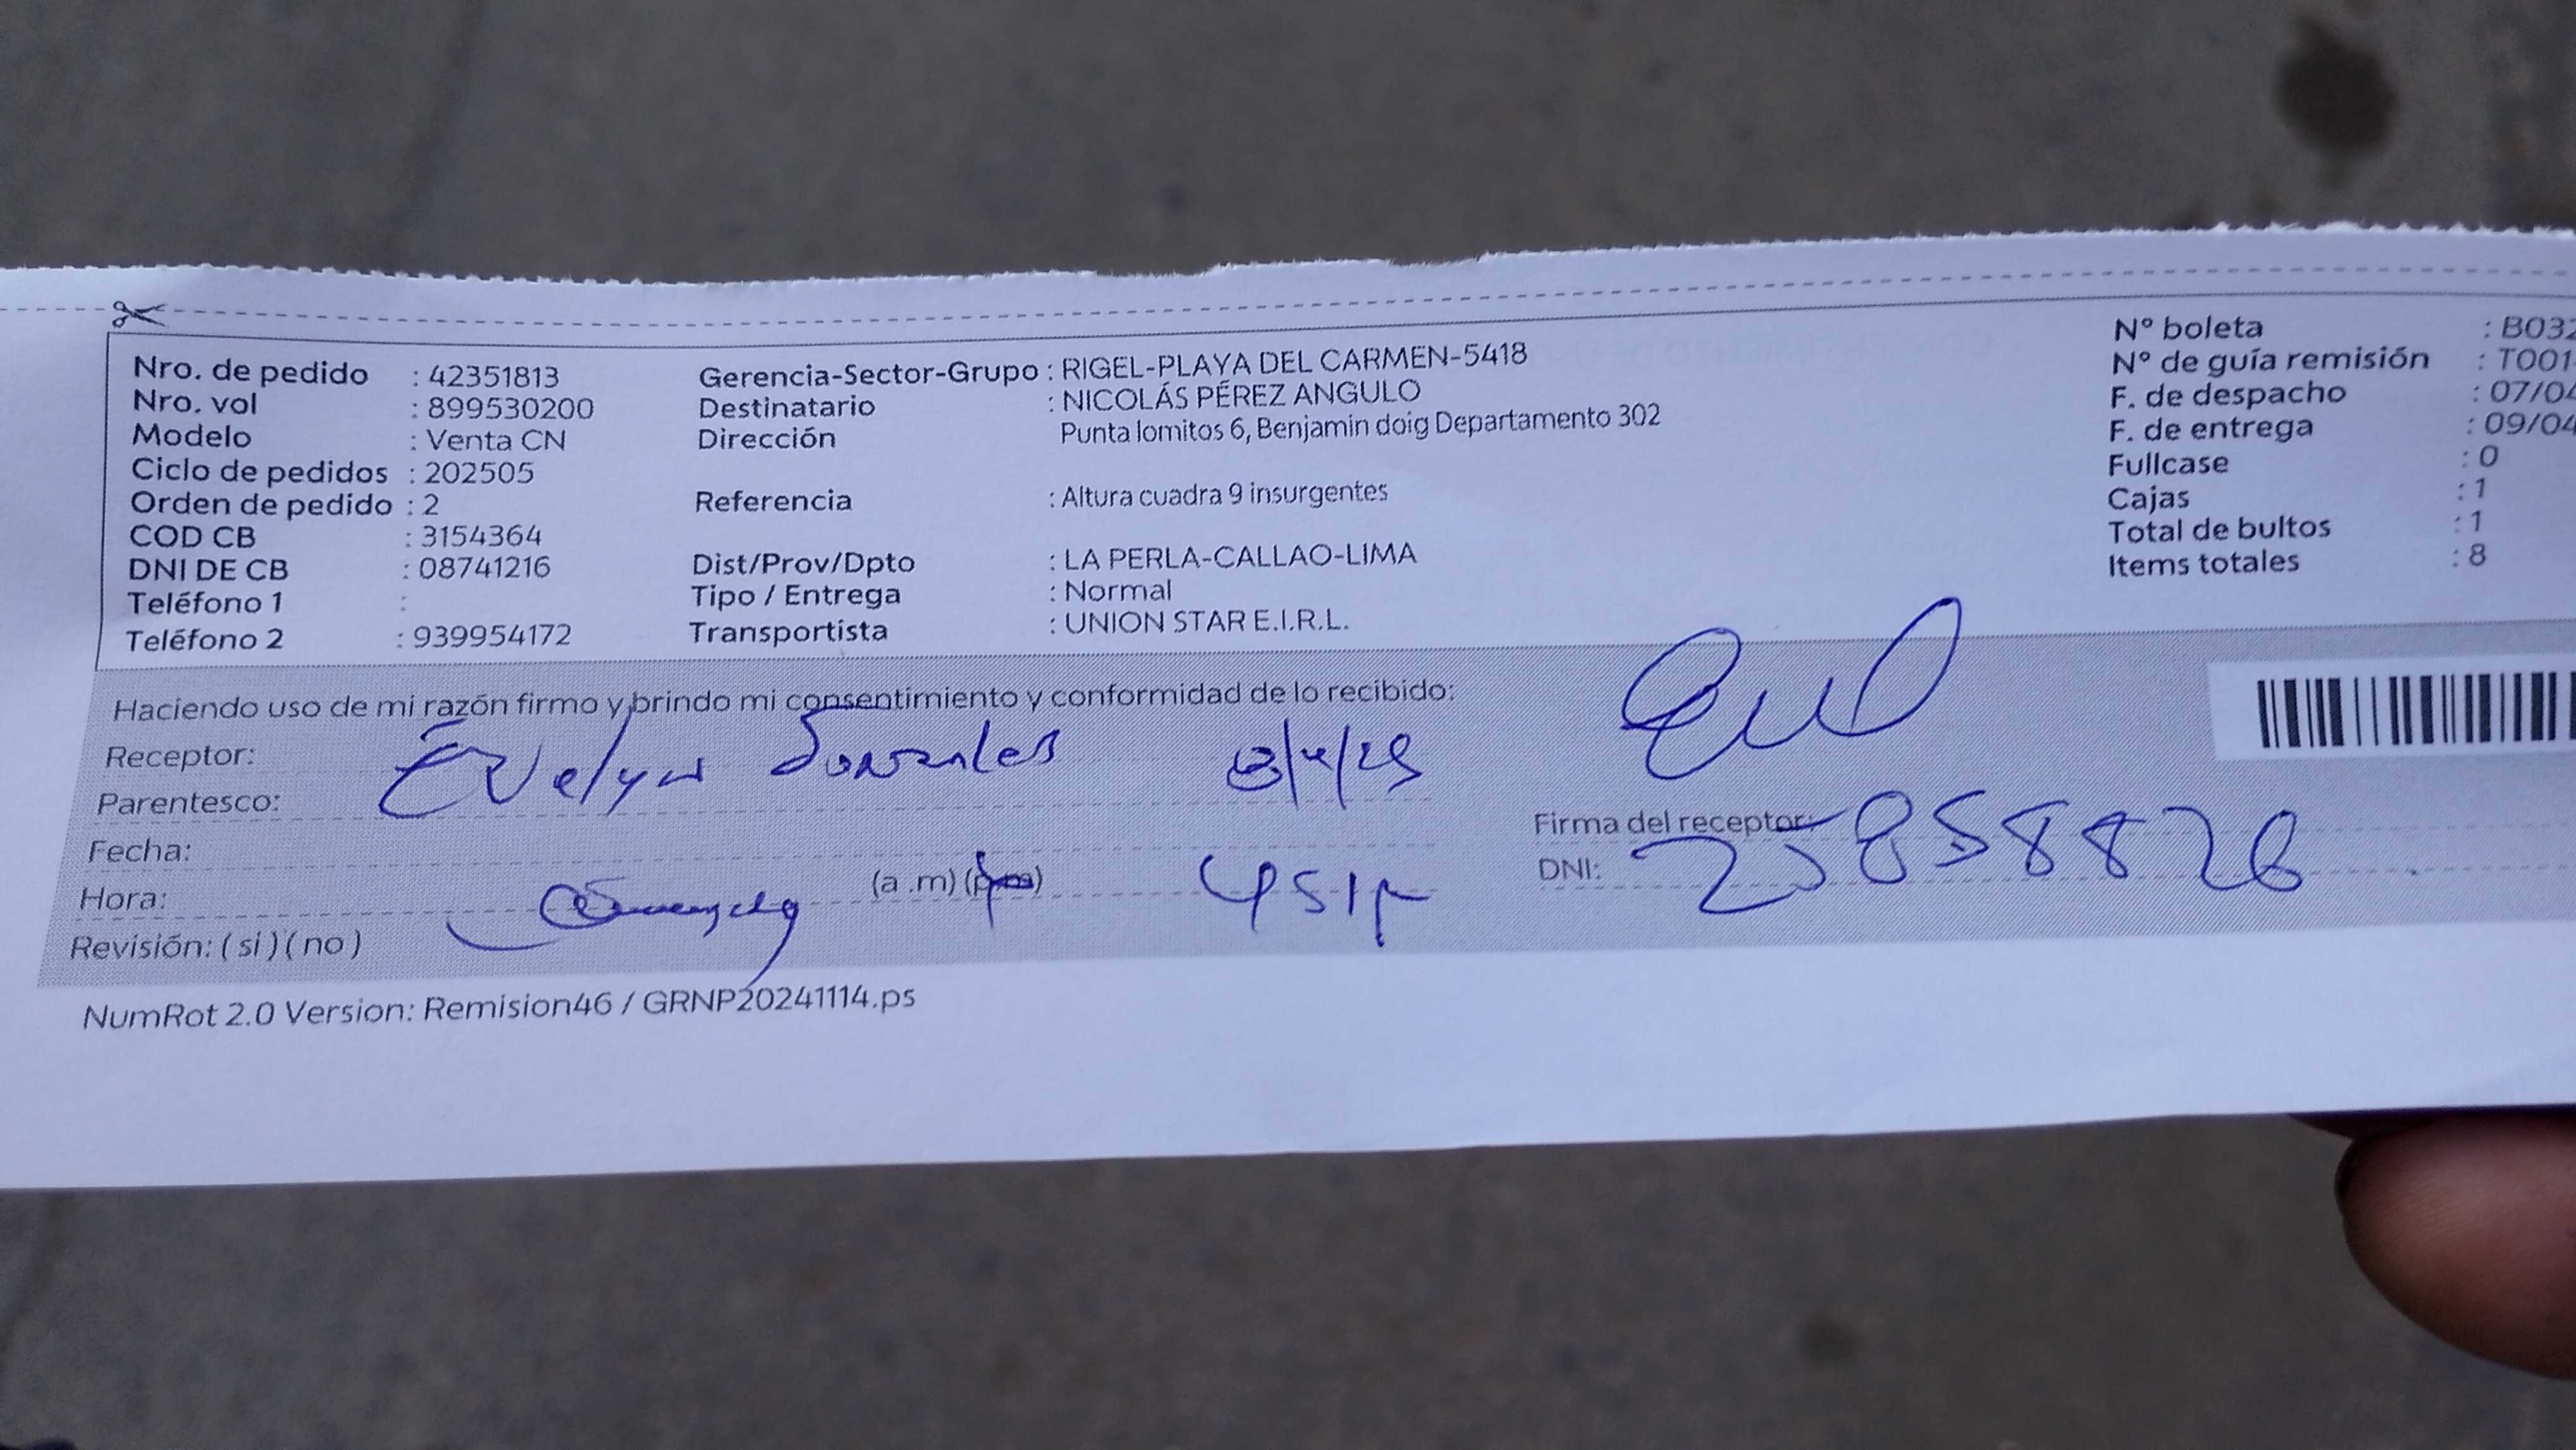 Nro. de pedido : 42351813
Nro. vol : 899530200
Modelo : Venta CN
Ciclo de pedidos : 202505
Orden de pedido : 2
COD CB : 3154364
DNI DE CB : 08741216
Teléfono 1 :
Teléfono 2 : 939954172
Gerencia-Sector-Grupo : RIGEL-PLAYA DEL CARMEN-5418
Destinatario : NICOLÁS PÉREZ ANGULO
Dirección Punta lomitos 6, Benjamin doig Departamento 302
Referencia : Altura cuadra 9 insurgentes
Dist/Prov/Dpto : LA PERLA-CALLAO-LIMA
Tipo / Entrega : Normal
Transportista : UNION STAR E.I.R.L.
N° boleta : B032
N° de guía remisión : T001-
F. de despacho : 07/04
F. de entrega : 09/04
Fullcase : 0
Cajas : 1
Total de bultos : 1
Items totales : 8
Haciendo uso de mi razón firmo y brindo mi consentimiento y conformidad de lo recibido:
Receptor: Evelyn
Parentesco:
Fecha:
Hora: (a .m) (p.m)
Revisión: ( si ) ( no )
Firma del receptor:
DNI: 25858826
NumRot 2.0 Version: Remision46 / GRNP20241114.ps